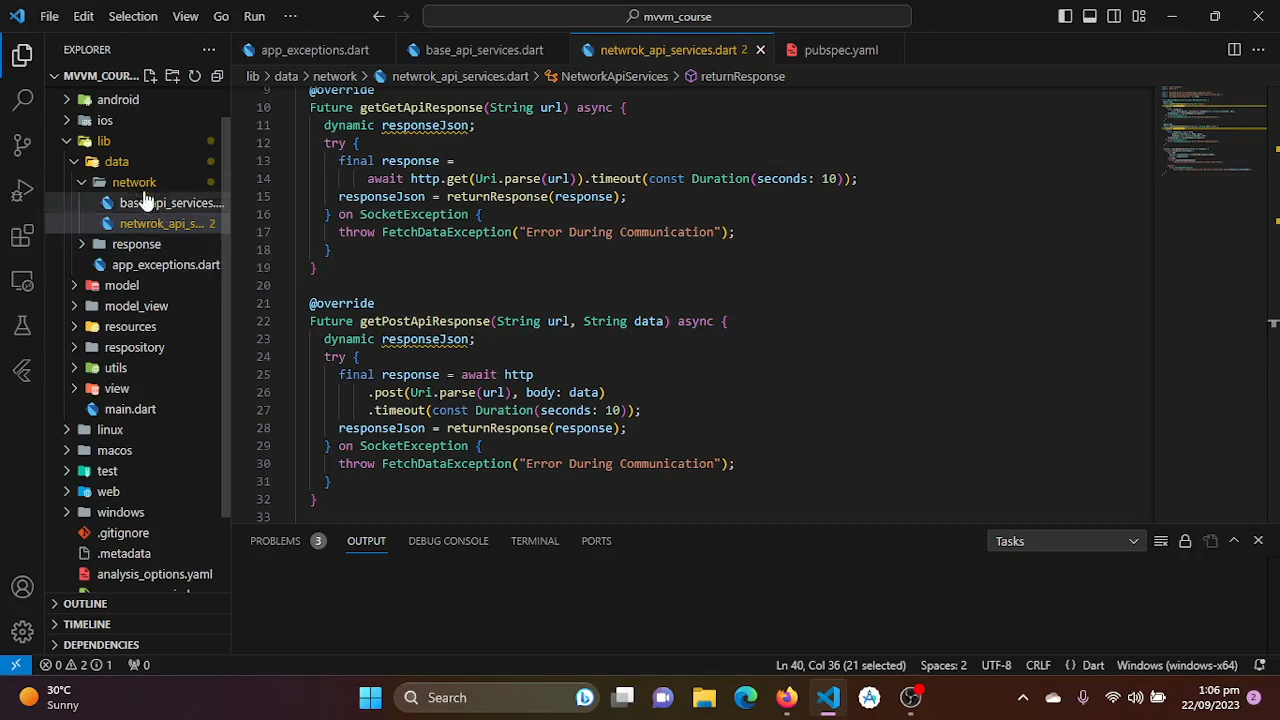 File Edit Selection View Go Run ··· mvvm_course
EXPLORER ··· app_exceptions.dart base_api_services.dart netwrok_api_services.dart 2 pubspec.yaml ···
MVVM_COUR... lib > data > network > netwrok_api_services.dart > NetworkApiServices > returnResponse
android
ios
lib
data
network
base_api_services....
netwrok_api_s... 2
response
app_exceptions.dart
model
model_view
resources
respository
utils
view
main.dart
linux
macos
test
web
windows
.gitignore
.metadata
analysis_options.yaml
OUTLINE
TIMELINE
DEPENDENCIES
9 @override
10 Future getGetApiResponse(String url) async {
11 dynamic responseJson;
12 try {
13 final response =
14 await http.get(Uri.parse(url)).timeout(const Duration(seconds: 10));
15 responseJson = returnResponse(response);
16 } on SocketException {
17 throw FetchDataException("Error During Communication");
18 }
19 }
20
21 @override
22 Future getPostApiResponse(String url, String data) async {
23 dynamic responseJson;
24 try {
25 final response = await http
26 .post(Uri.parse(url), body: data)
27 .timeout(const Duration(seconds: 10));
28 responseJson = returnResponse(response);
29 } on SocketException {
30 throw FetchDataException("Error During Communication");
31 }
32 }
33
PROBLEMS 3 OUTPUT DEBUG CONSOLE TERMINAL PORTS Tasks
0 2 1 0 Ln 40, Col 36 (21 selected) Spaces: 2 UTF-8 CRLF {} Dart Windows (windows-x64)
30°C
Sunny
Search
1:06 pm
22/09/2023
2